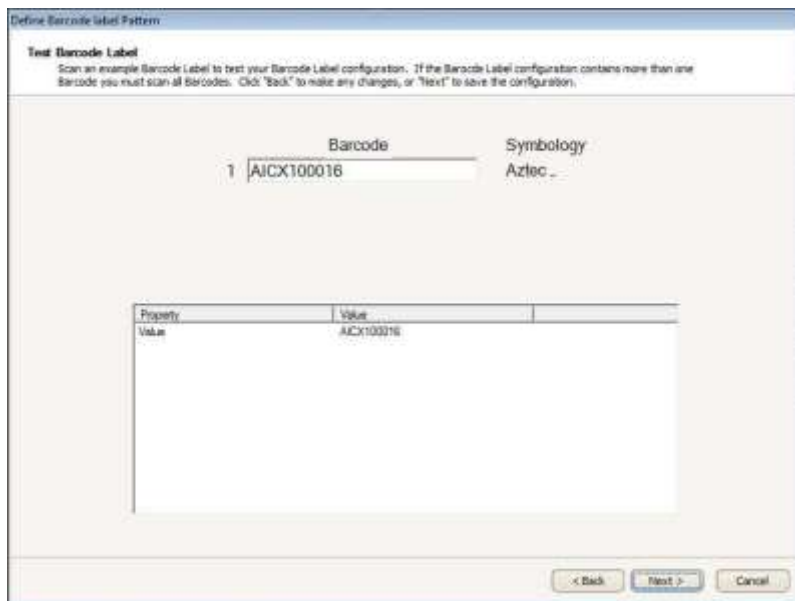 Define Barcode label Pattern
Test Barcode Label
Scan an example Barcode Label to test your Barcode Label configuration. If the Barcode Label configuration contains more than one
Barcode you must scan all Barcodes. Click "Back" to make any changes, or "Next" to save the configuration.
Barcode Symbology
1 AICX100016 Aztec
Property Value
Value AICX100016
< Back Next > Cancel